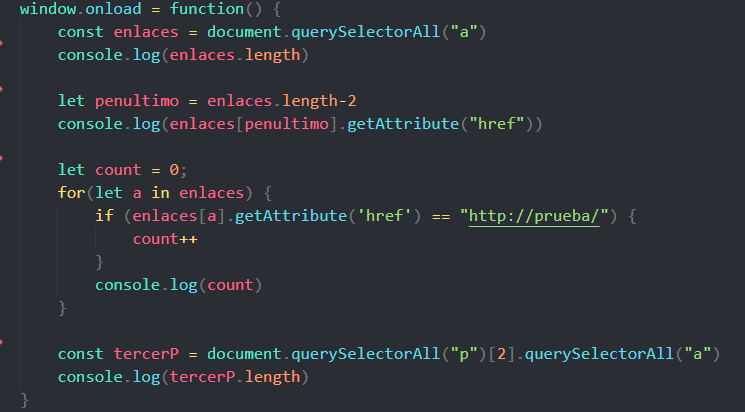 window.onload = function() {
const enlaces = document.querySelectorAll("a")
console.log(enlaces.length)
let penultimo = enlaces.length-2
console.log(enlaces[penultimo].getAttribute("href"))
let count = 0;
for(let a in enlaces) {
if (enlaces[a].getAttribute('href') == "http://prueba/") {
count++
}
console.log(count)
}
const tercerP = document.querySelectorAll("p")[2].querySelectorAll("a")
console.log(tercerP.length)
}